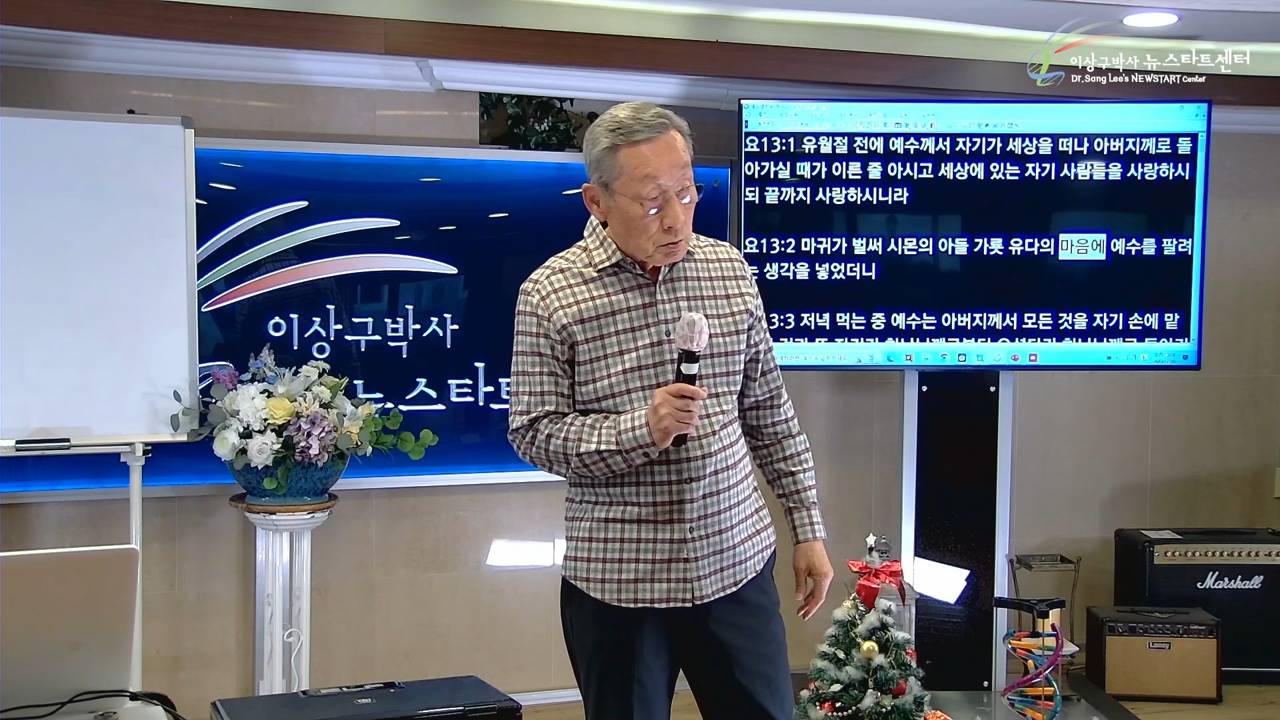 이상구박사 뉴스타트센터
Dr. Sang Lee's NEWSTART Center
요13:1 유월절 전에 예수께서 자기가 세상을 떠나 아버지께로 돌
아가실 때가 이른 줄 아시고 세상에 있는 자기 사람들을 사랑하시
되 끝까지 사랑하시니라
요13:2 마귀가 벌써 시몬의 아들 가룟 유다의 마음에 예수를 팔려
는 생각을 넣었더니
3:3 저녁 먹는 중 예수는 아버지께서 모든 것을 자기 손에 맡
이상구박사
뉴스타트
Marshall
Laney